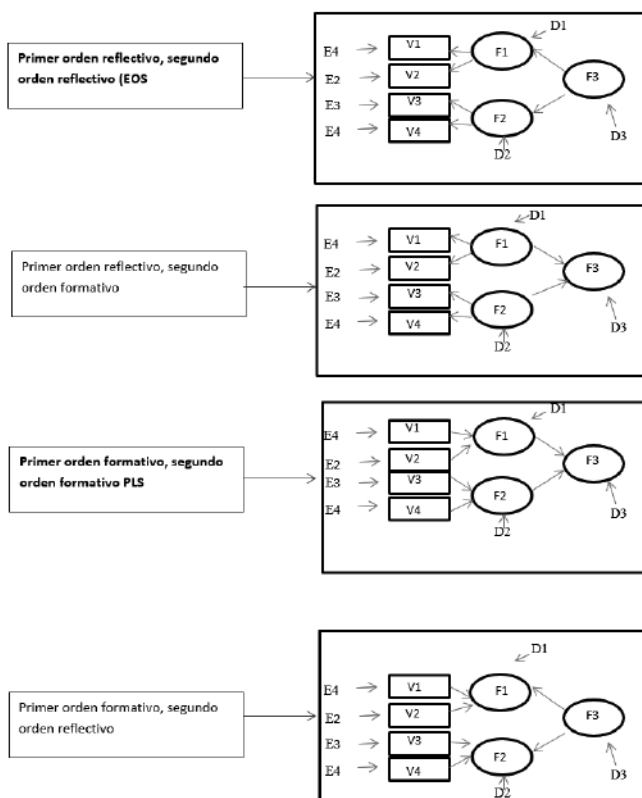 Primer orden reflectivo, segundo
orden reflectivo (EOS
D1
E4 V1 F1
E2 V2 F3
E3 V3 F2
E4 V4
D2 D3
Primer orden reflectivo, segundo
orden formativo
D1
E4 V1 F1
E2 V2 F3
E3 V3 F2
E4 V4
D2 D3
Primer orden formativo, segundo
orden formativo PLS
D1
E4 V1 F1
E2 V2 F3
E3 V3 F2
E4 V4
D2 D3
Primer orden formativo, segundo
orden reflectivo
D1
E4 V1 F1
E2 V2 F3
E3 V3 F2
E4 V4
D2 D3